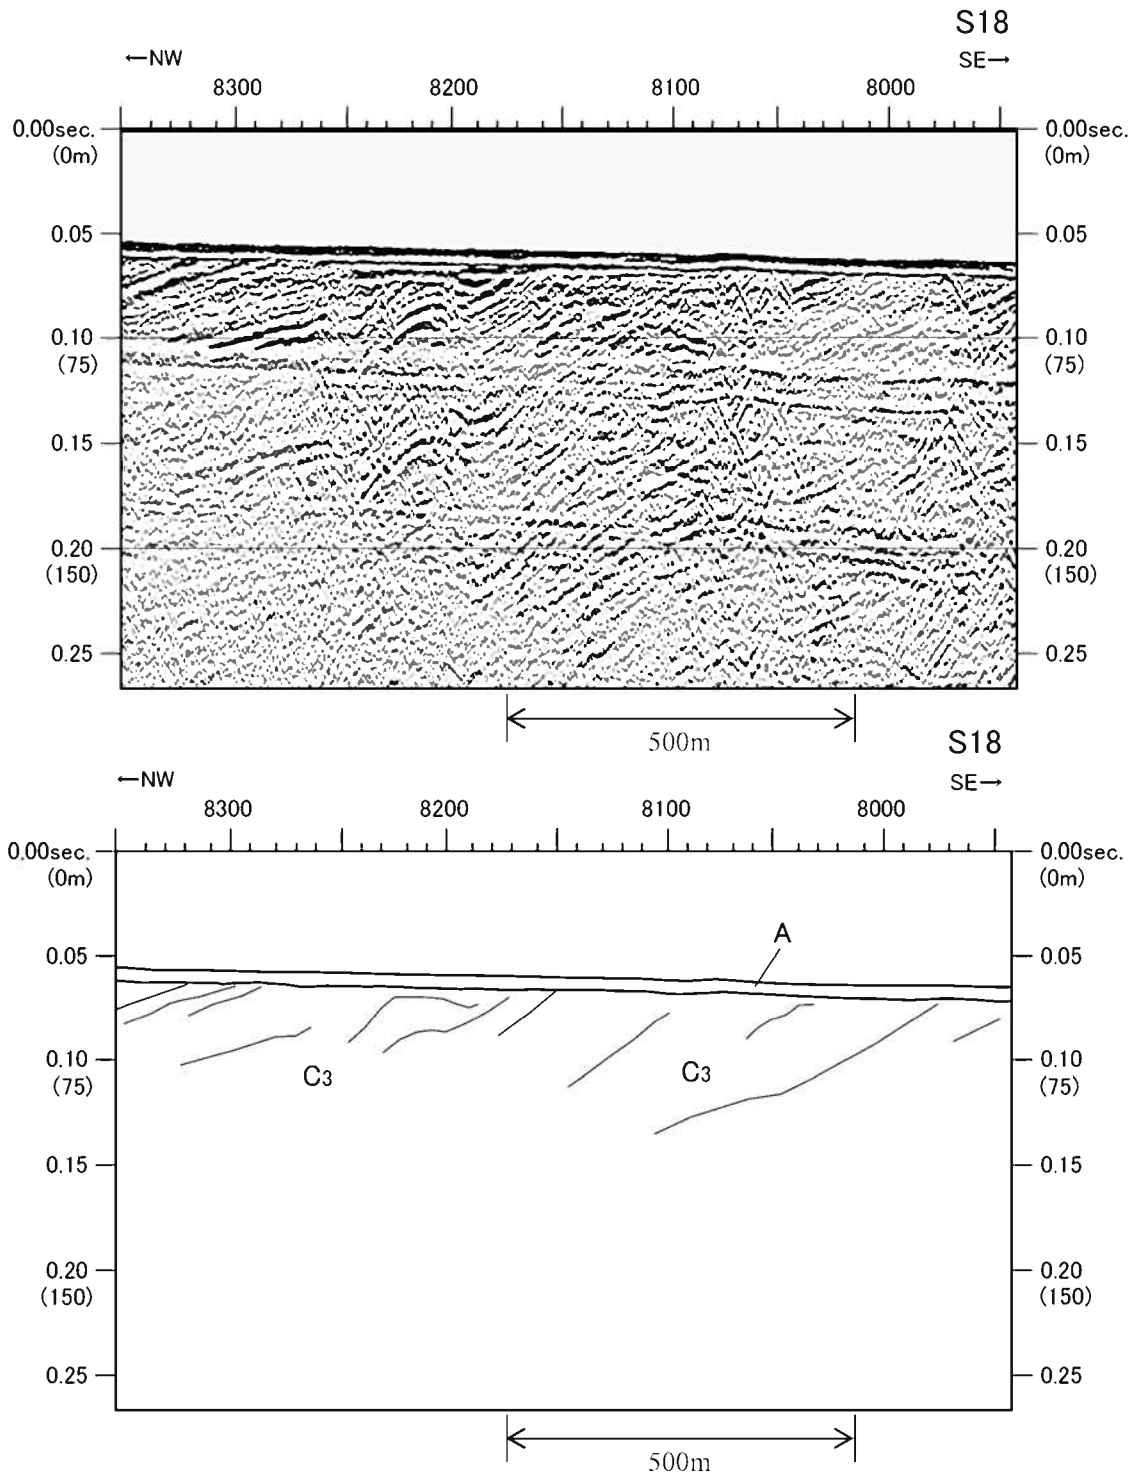 S18
←NW SE→
8300 8200 8100 8000
0.00sec. 0.00sec.
(0m) (0m)
0.05 0.05
0.10 0.10
(75) (75)
0.15 0.15
0.20 0.20
(150) (150)
0.25 0.25
500m
S18
←NW SE→
8300 8200 8100 8000
0.00sec. 0.00sec.
(0m) (0m)
A
0.05 0.05
0.10 0.10
C3 C3
(75) (75)
0.15 0.15
0.20 0.20
(150) (150)
0.25 0.25
500m